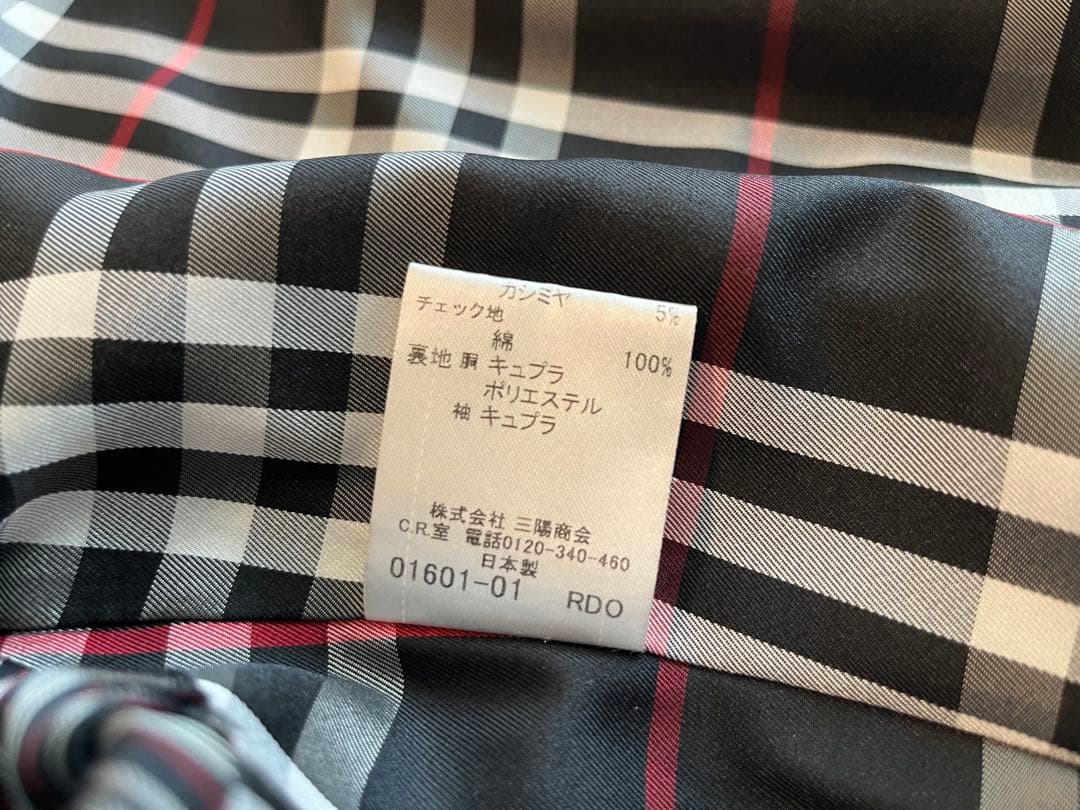 カシミヤ 5%
チェック地
綿 100%
裏地 胴 キュプラ
ポリエステル
袖 キュプラ
株式会社 三陽商会
C.R.室 電話0120-340-460
日本製
01601-01 RDO